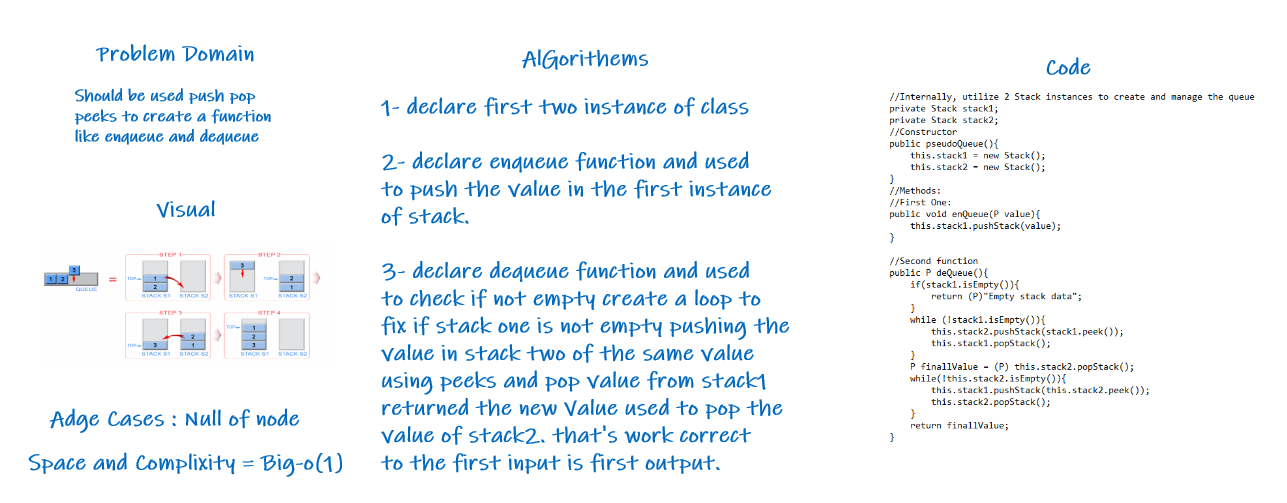 Problem Domain
Should be used push pop
peeks to create a function
like enqueue and dequeue
Visual
3
1 2
QUEUE
=
STEP 1
TOP
1
2
STACK S1 STACK S2
STEP 2
3
TOP
2
1
STACK S1 STACK S2
STEP 3
3
TOP
2
1
STACK S1 STACK S2
STEP 4
TOP
1
2
3
STACK S1 STACK S2
Adge Cases : Null of node
Space and Complixity = Big-o(1)
AlGorithems
1- declare first two instance of class
2- declare enqueue function and used
to push the value in the first instance
of stack.
3- declare dequeue function and used
to check if not empty create a loop to
fix if stack one is not empty pushing the
value in stack two of the same value
using peeks and pop value from stack1
returned the new Value used to pop the
value of stack2. that's work correct
to the first input is first output.
Code
//Internally, utilize 2 Stack instances to create and manage the queue
private Stack stack1;
private Stack stack2;
//Constructor
public pseudoQueue(){
this.stack1 = new Stack();
this.stack2 = new Stack();
}
//Methods:
//First One:
public void enQueue(P value){
this.stack1.pushStack(value);
}
//Second function
public P deQueue(){
if(stack1.isEmpty()){
return (P)"Empty stack data";
}
while (!stack1.isEmpty()){
this.stack2.pushStack(stack1.peek());
this.stack1.popStack();
}
P finallValue = (P) this.stack2.popStack();
while(!this.stack2.isEmpty()){
this.stack1.pushStack(this.stack2.peek());
this.stack2.popStack();
}
return finallValue;
}